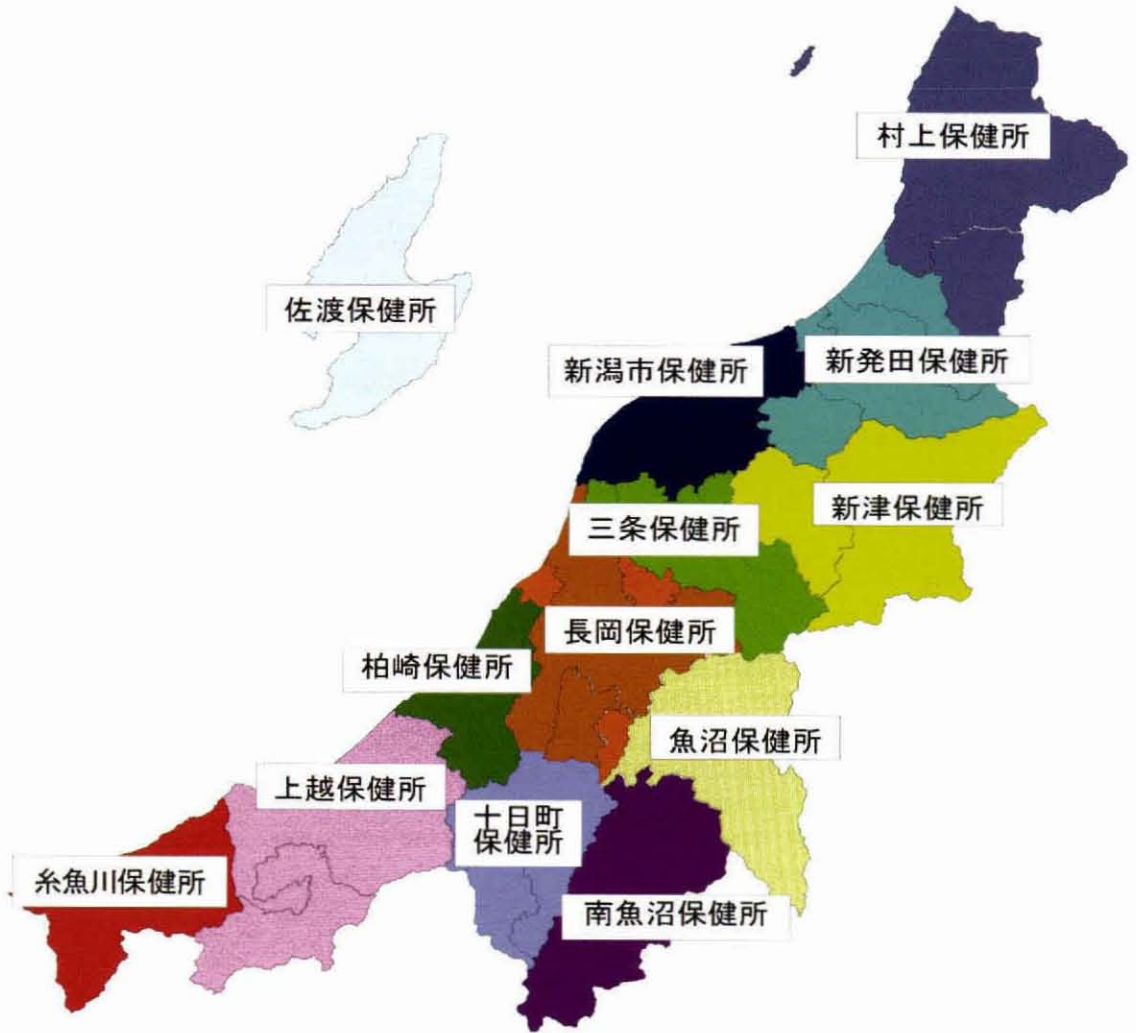 村上保健所
佐渡保健所
新潟市保健所
新発田保健所
新津保健所
三条保健所
長岡保健所
柏崎保健所
魚沼保健所
上越保健所
十日町
保健所
糸魚川保健所
南魚沼保健所